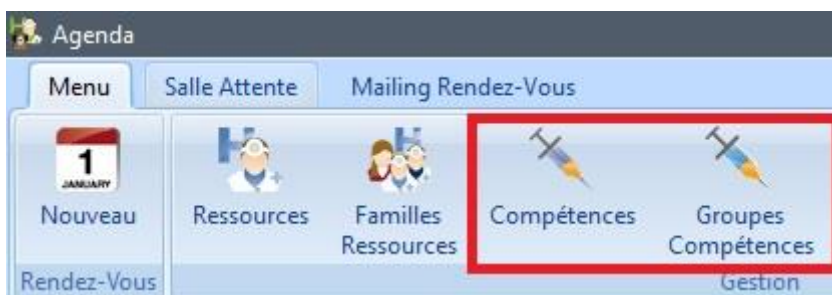 Agenda
Menu Salle Attente Mailing Rendez-Vous
1
JANUARY
Nouveau Ressources Familles Ressources Compétences Groupes Compétences
Rendez-Vous Gestion